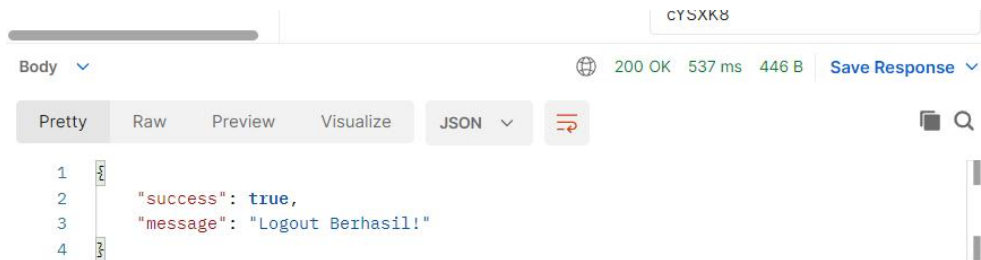 cYSXK8
Body
200 OK 537 ms 446 B Save Response
Pretty Raw Preview Visualize JSON
1 {
2 "success": true,
3 "message": "Logout Berhasil!"
4 }